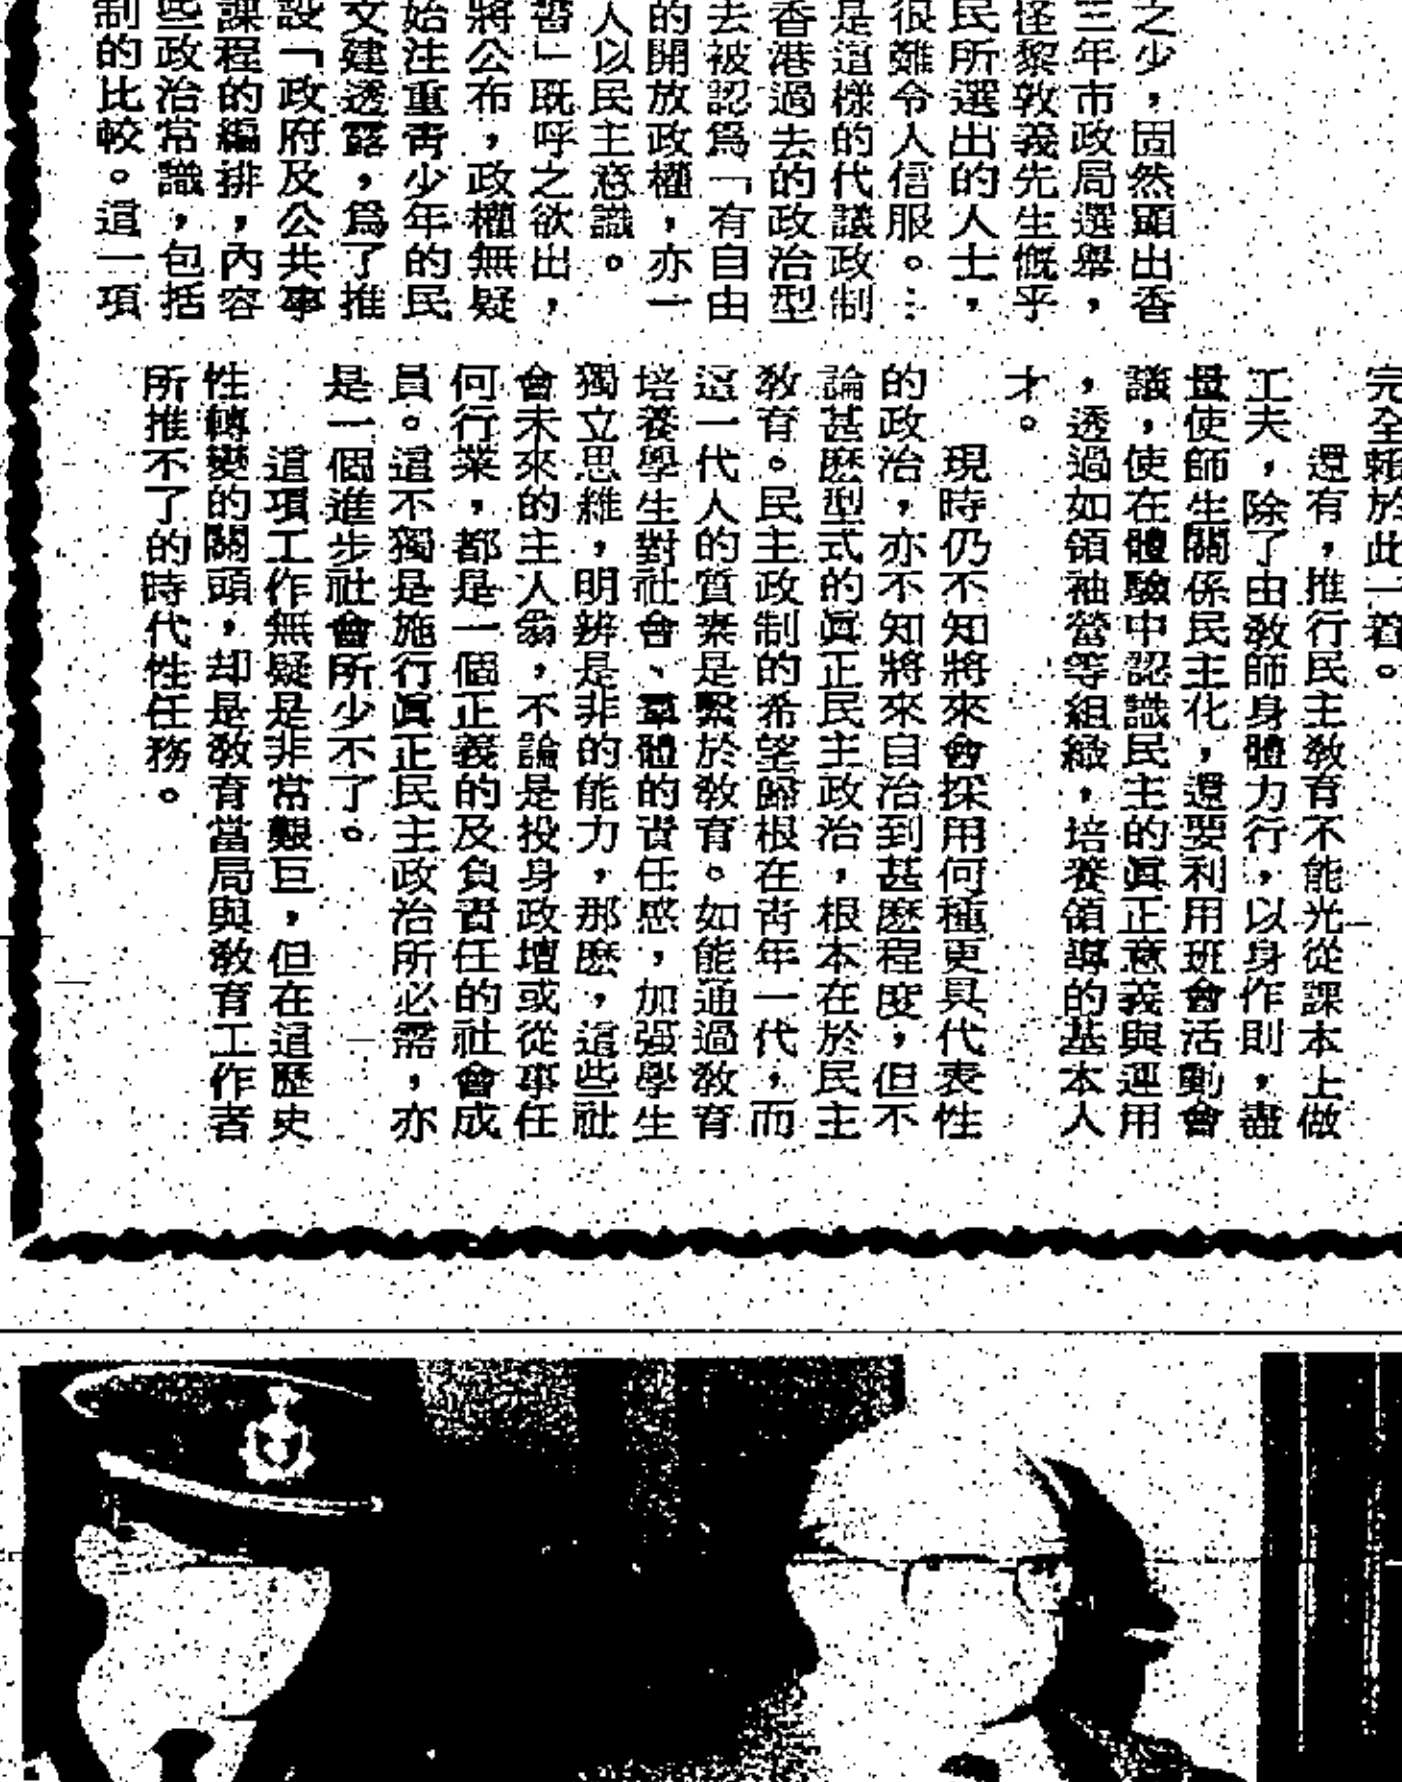 之少，固然顯出香
三年市政局選舉，
怪黎敦義先生慨乎
民所選出的人士，
很難令人信服。…
是這樣的代議政制
香港過去的政治型
去被認爲「有自由
的開放政權，亦一
人以民主意識。
」既呼之欲出，
將公布，政權無疑
始注重青少年的民
文建透露，爲了推
設「政府及公共事
課程的編排，內容
些政治常識，包括
制的比較。這一項
完全賴於此一着。
還有，推行民主敎育不能光從課本上做
工夫，除了由敎師身體力行，以身作則，盡
量使師生關係民主化，還要利用班會活動會
議，使在體驗中認識民主的眞正意義與運用
，透過如領袖營等組織，培養領導的基本人
才。
現時仍不知將來會採用何種更具代表性
的政治，亦不知將來自治到甚麽程度，但不
論甚麽型式的眞正民主政治，根本在於民主
敎育。民主政制的希望歸根在靑年一代，而
這一代人的質素是繫於敎育。如能通過敎育
培養學生對社會、羣體的責任感，加强學生
獨立思維，明辨是非的能力，那麽，這些社
會未來的主人翁，不論是投身政壇或從事任
何行業，都是一個正義的及負責任的社會成
員。這不獨是施行眞正民主政治所必需，亦
是一個進步社會所少不了。
這項工作無疑是非常艱巨，但在這歷史
性轉變的關頭，却是敎育當局與敎育工作者
所推不了的時代性任務。